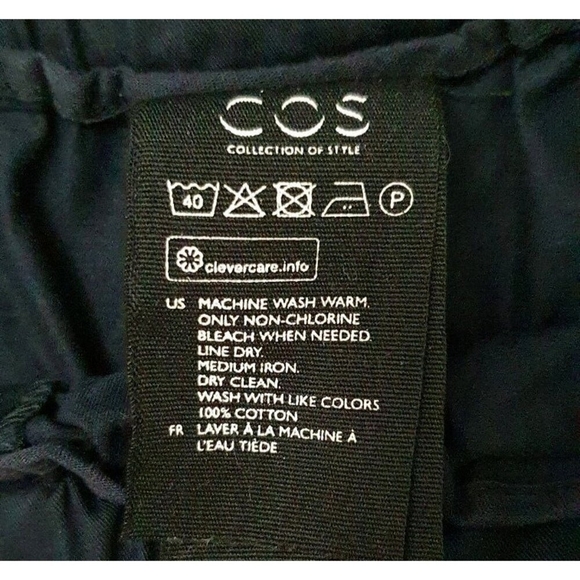 COS
COLLECTION OF STYLE
40 P
clevercare.info
US MACHINE WASH WARM.
ONLY NON-CHLORINE
BLEACH WHEN NEEDED.
LINE DRY.
MEDIUM IRON.
DRY CLEAN.
WASH WITH LIKE COLORS
100% COTTON
FR LAVER À LA MACHINE À
L'EAU TIÈDE